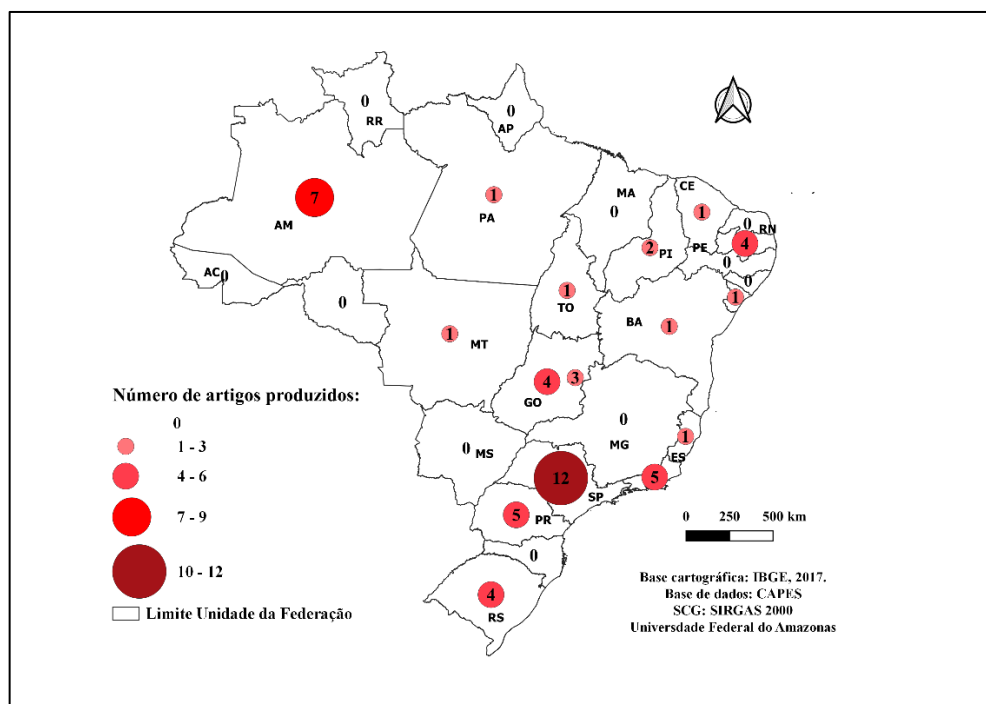 0
RR
0
AP
7
AM
1
PA
MA
0
CE
1
0
RN
4
2
PI
PE
0
0
1
AC
0
0
1
TO
BA
1
1
MT
4
3
GO
0
MG
0
MS
1
ES
12
SP
5
5
PR
0
4
RS
Número de artigos produzidos:
0
1 - 3
4 - 6
7 - 9
10 - 12
Limite Unidade da Federação
0 250 500 km
Base cartográfica: IBGE, 2017.
Base de dados: CAPES
SCG: SIRGAS 2000
Universdade Federal do Amazonas